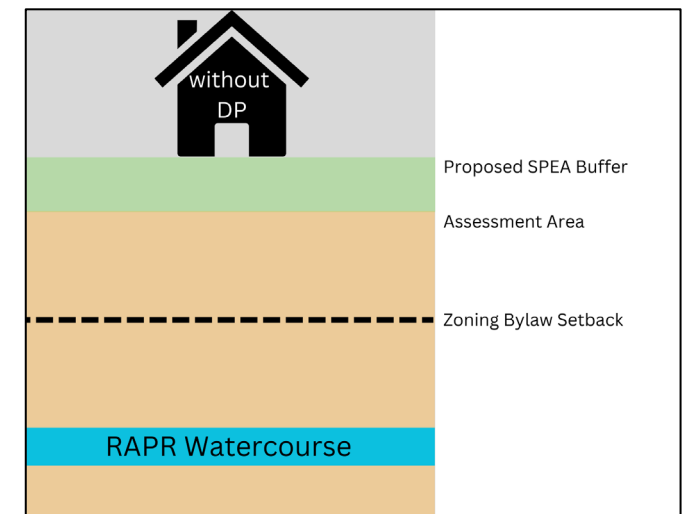 without
DP
Proposed SPEA Buffer
Assessment Area
Zoning Bylaw Setback
RAPR Watercourse